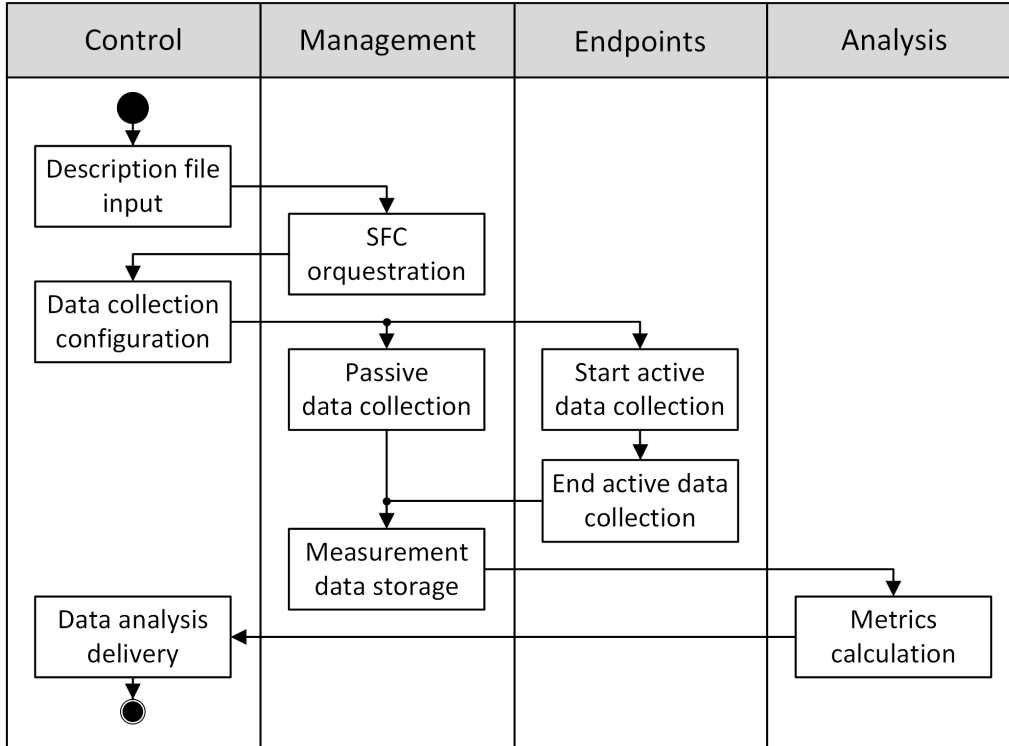 Control
Management
Endpoints
Analysis
Description file
input
SFC
orquestration
Data collection
configuration
Passive
data collection
Start active
data collection
End active data
collection
Measurement
data storage
Data analysis
delivery
Metrics
calculation